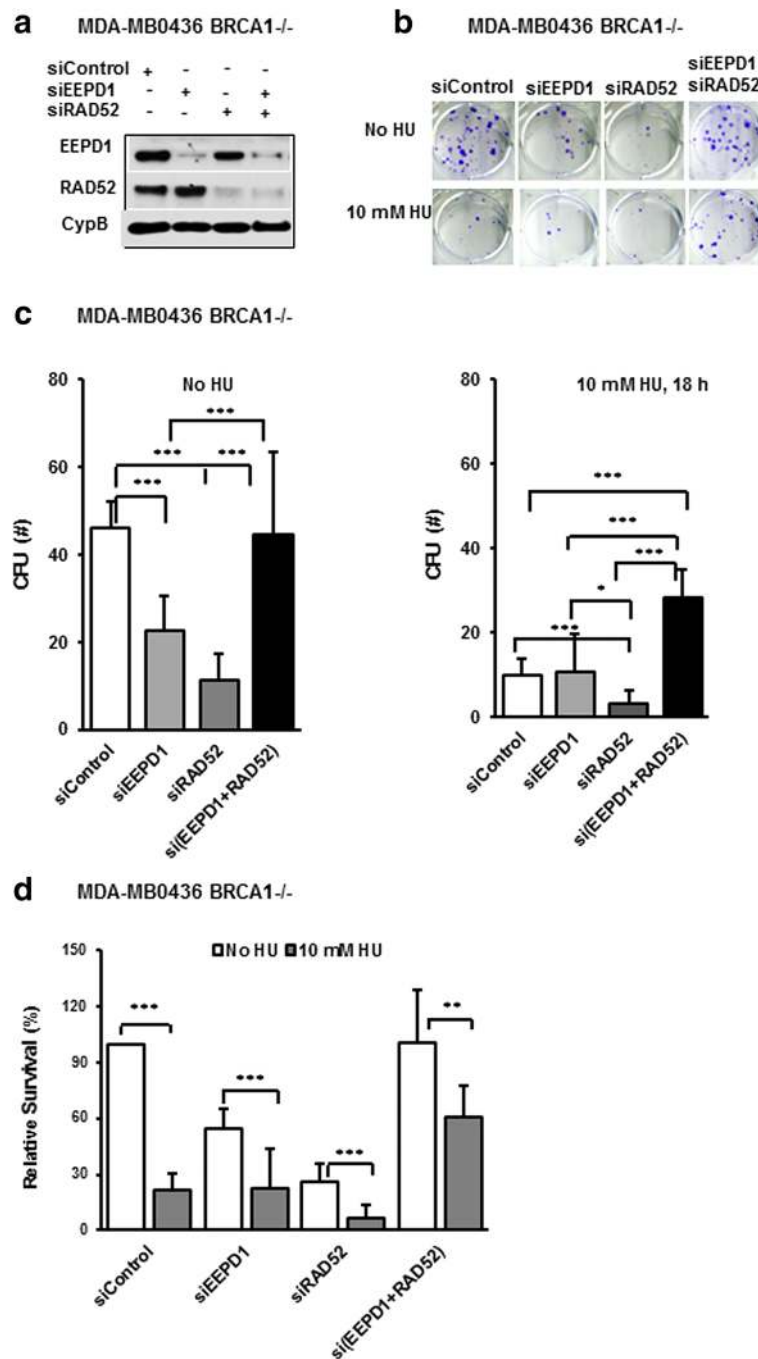 a
MDA-MB0436 BRCA1-/-
siControl + - - -
siEEPD1 - + - +
siRAD52 - - + +
EEPD1
RAD52
CypB
b
MDA-MB0436 BRCA1-/-
siControl siEEPD1 siRAD52 siEEPD1
siRAD52
No HU
10 mM HU
c
MDA-MB0436 BRCA1-/-
80
60
40
20
0
CFU (#)
No HU
***
***
***
***
siControl
siEEPD1
siRAD52
si(EEPD1+RAD52)
80
60
40
20
0
CFU (#)
10 mM HU, 18 h
***
***
***
*
***
siControl
siEEPD1
siRAD52
si(EEPD1+RAD52)
d
MDA-MB0436 BRCA1-/-
150
120
90
60
30
0
Relative Survival (%)
No HU 10 mM HU
***
***
***
**
siControl
siEEPD1
siRAD52
si(EEPD1+RAD52)